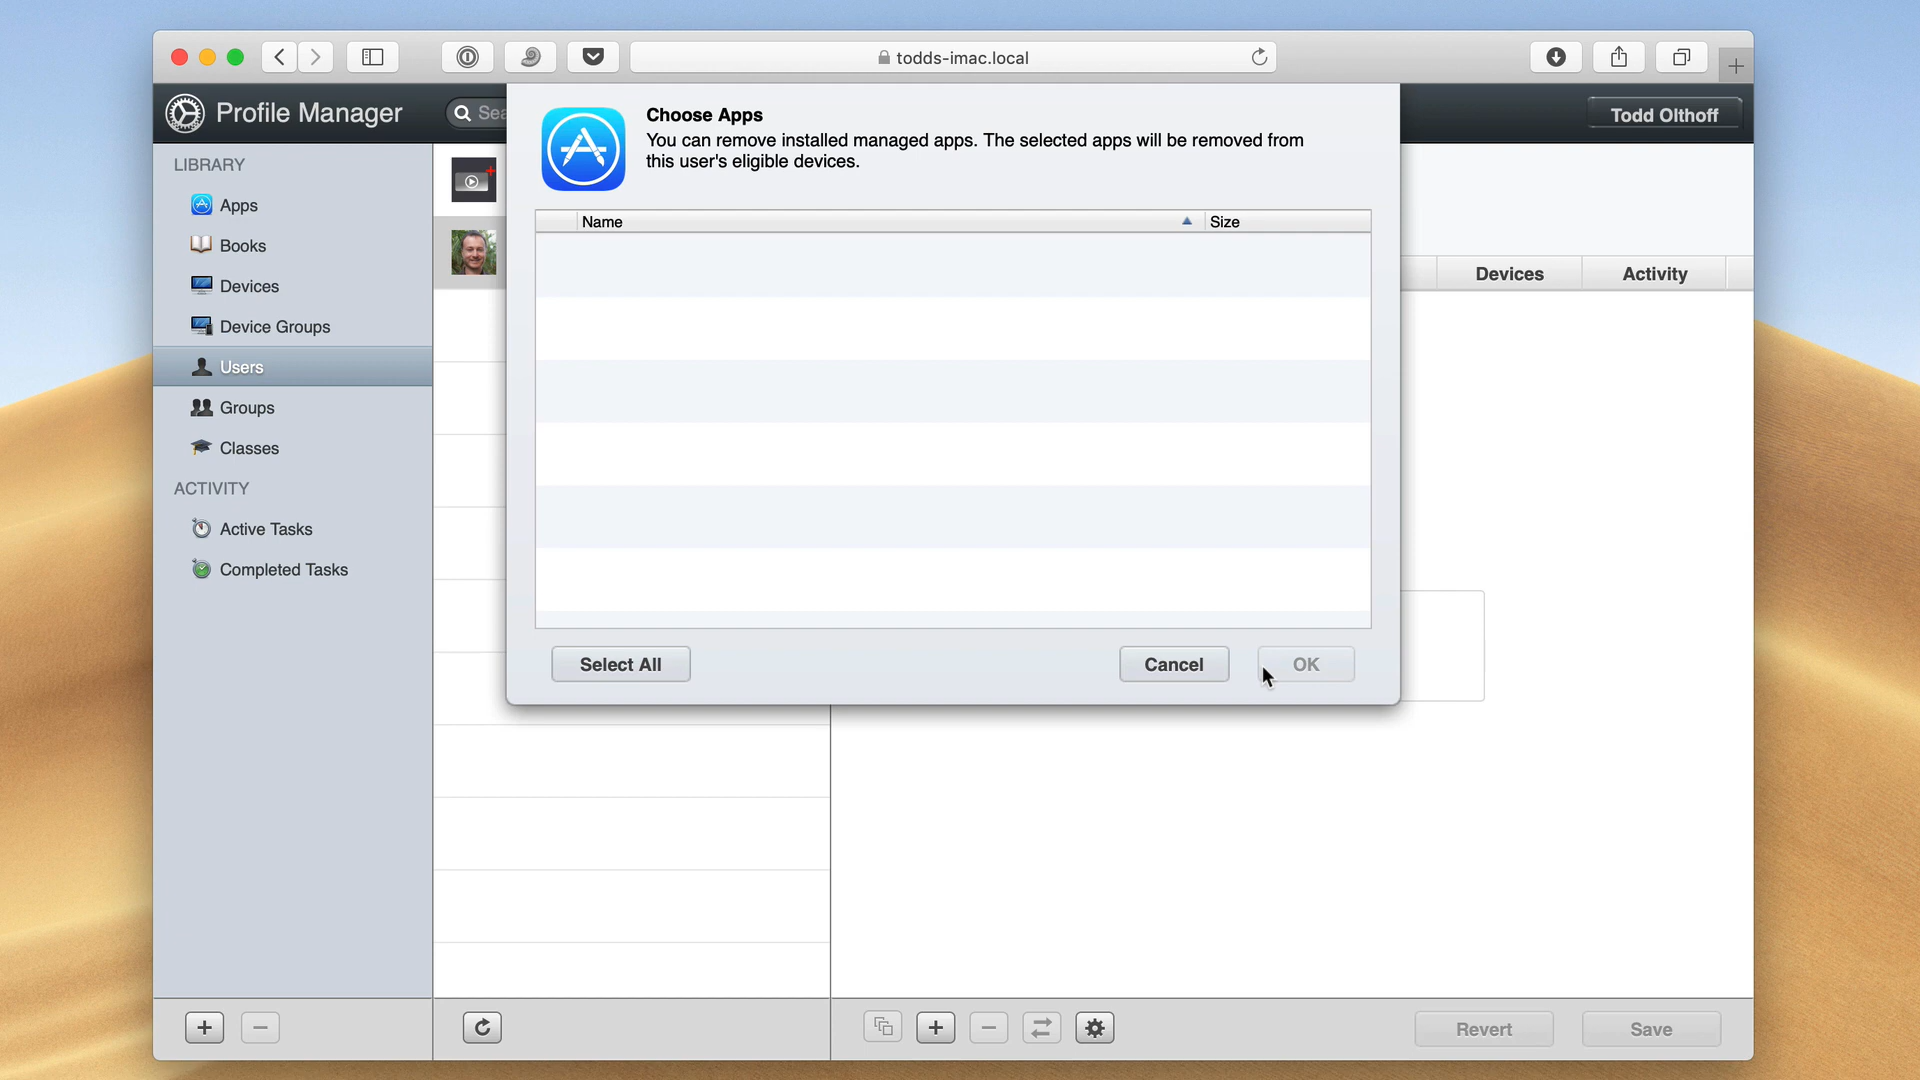 todds-imac.local
Profile Manager
Sea
Todd Olthoff
Choose Apps
You can remove installed managed apps. The selected apps will be removed from
this user's eligible devices.
Name
Size
LIBRARY
Apps
Books
Devices
Device Groups
Users
Groups
Classes
ACTIVITY
Active Tasks
Completed Tasks
Devices
Activity
Select All
Cancel
OK
Revert
Save